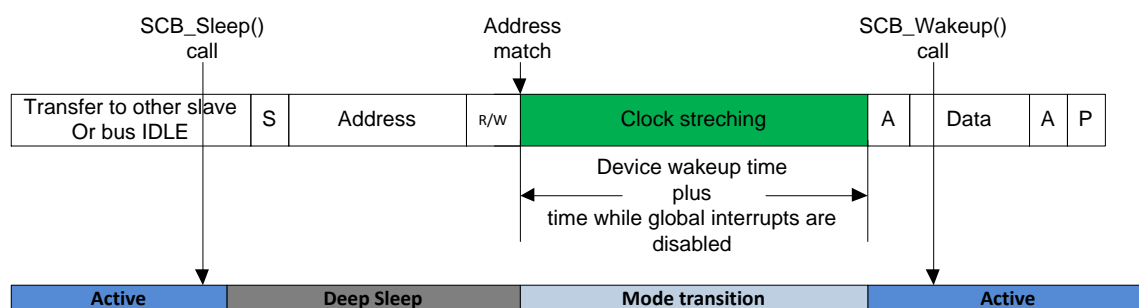 SCB_Sleep()
call
Address
match
SCB_Wakeup()
call
Transfer to other slave
Or bus IDLE
S
Address
R/W
Clock streching
A
Data
A
P
Device wakeup time
plus
time while global interrupts are
disabled
Active
Deep Sleep
Mode transition
Active